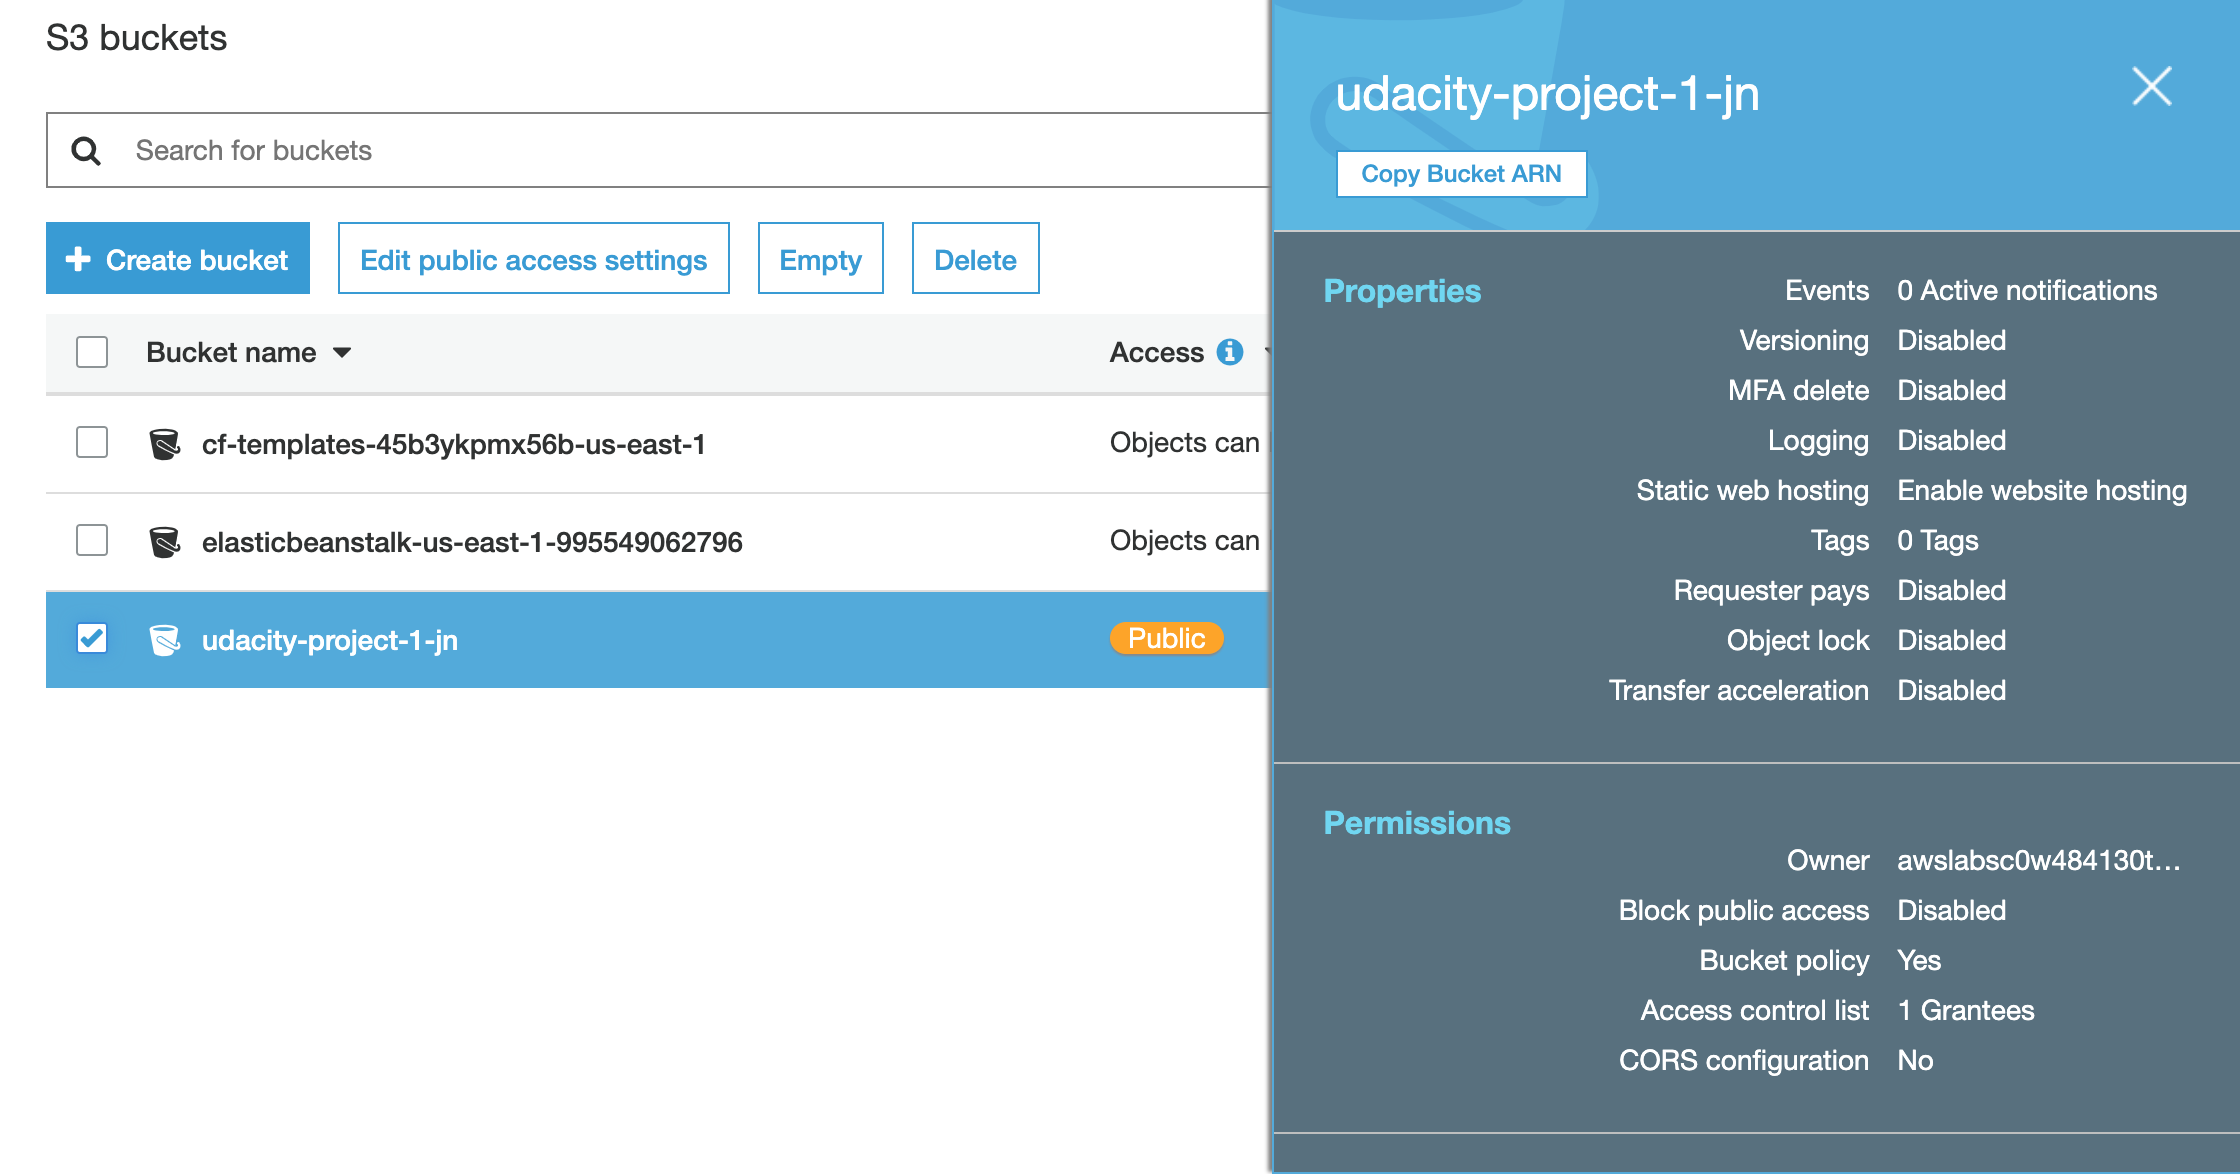 S3 buckets
Search for buckets
Create bucket
Edit public access settings
Empty
Delete
Bucket name
Access
cf-templates-45b3ykpmx56b-us-east-1
Objects can
elasticbeanstalk-us-east-1-995549062796
Objects can
udacity-project-1-jn
Public
udacity-project-1-jn
Copy Bucket ARN
Properties
Events 0 Active notifications
Versioning Disabled
MFA delete Disabled
Logging Disabled
Static web hosting Enable website hosting
Tags 0 Tags
Requester pays Disabled
Object lock Disabled
Transfer acceleration Disabled
Permissions
Owner awslabsc0w484130t...
Block public access Disabled
Bucket policy Yes
Access control list 1 Grantees
CORS configuration No